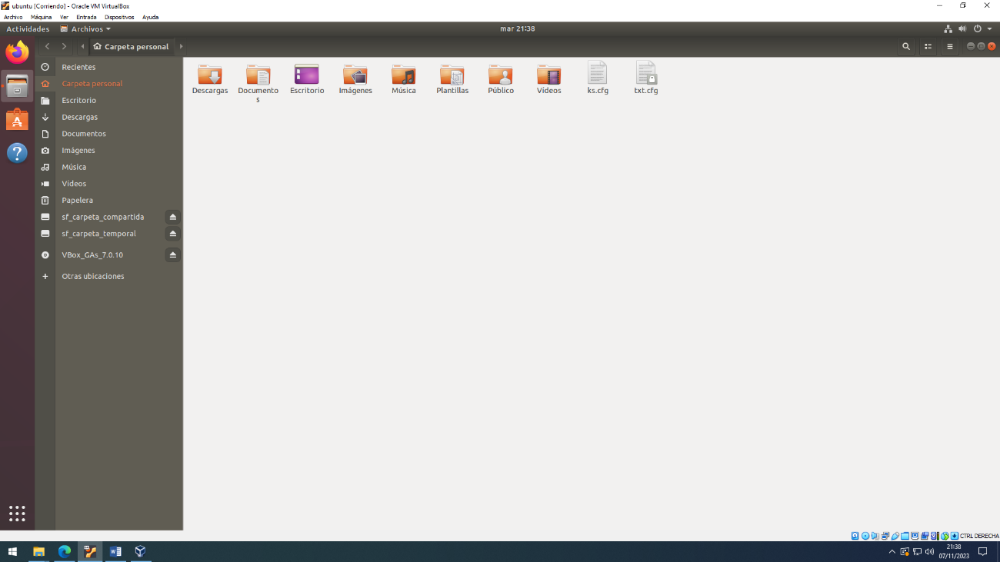 ubuntu [Corriendo] - Oracle VM VirtualBox
Archivo Máquina Ver Entrada Dispositivos Ayuda
Actividades Archivos mar 21:38
Carpeta personal
Recientes
Carpeta personal
Escritorio
Descargas
Documentos
Imágenes
Música
Vídeos
Papelera
sf_carpeta_compartida
sf_carpeta_temporal
VBox_GAs_7.0.10
Otras ubicaciones
Descargas Documento Escritorio Imágenes Música Plantillas Público Vídeos ks.cfg txt.cfg
s
CTRL DERECHA
21:38
07/11/2023